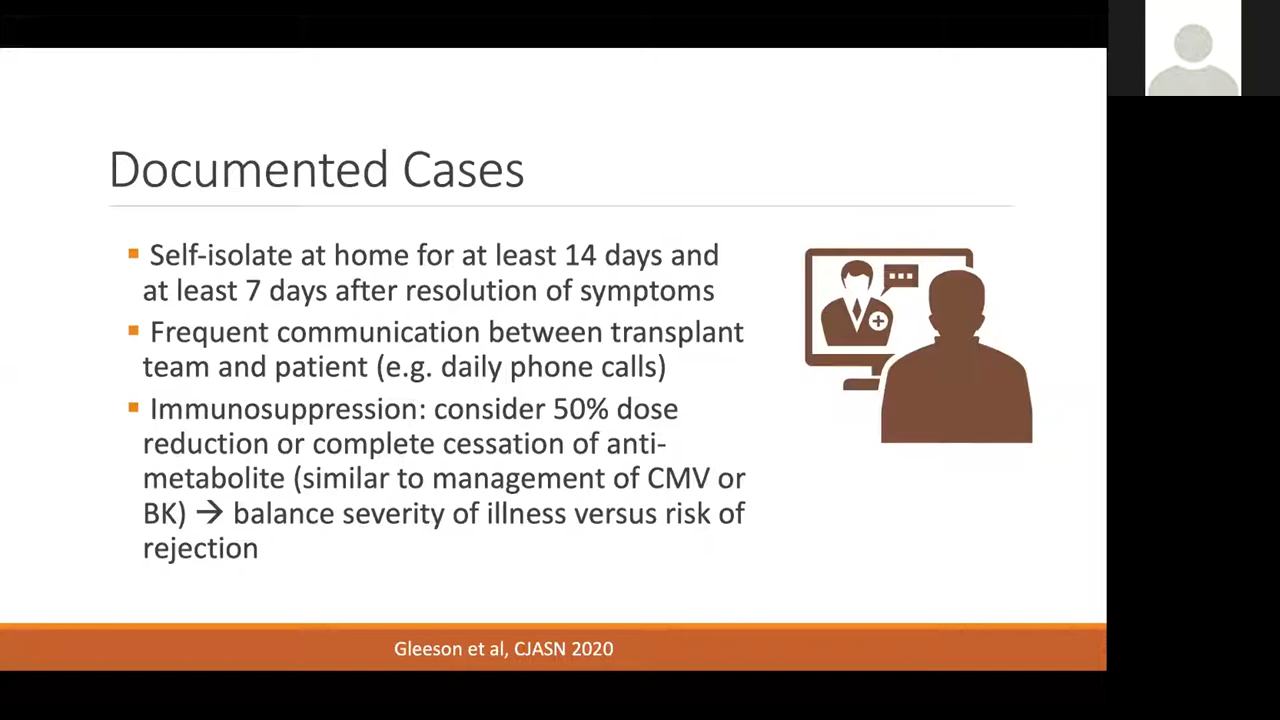 Documented Cases
▪ Self-isolate at home for at least 14 days and
at least 7 days after resolution of symptoms
▪ Frequent communication between transplant
team and patient (e.g. daily phone calls)
▪ Immunosuppression: consider 50% dose
reduction or complete cessation of anti-
metabolite (similar to management of CMV or
BK) → balance severity of illness versus risk of
rejection
Gleeson et al, CJASN 2020